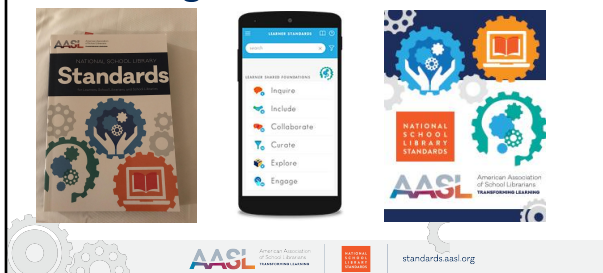 AASL
NATIONAL SCHOOL LIBRARY
Standards
LEARNER STANDARDS
search
LEARNER SHARED FOUNDATIONS
Inquire
Include
Collaborate
Curate
Explore
Engage
NATIONAL
SCHOOL
LIBRARY
STANDARDS
AASL
American Association
of School Librarians
TRANSFORMING LEARNING
AASL
American Association
of School Librarians
TRANSFORMING LEARNING
NATIONAL
SCHOOL
LIBRARY
STANDARDS
standards.aasl.org